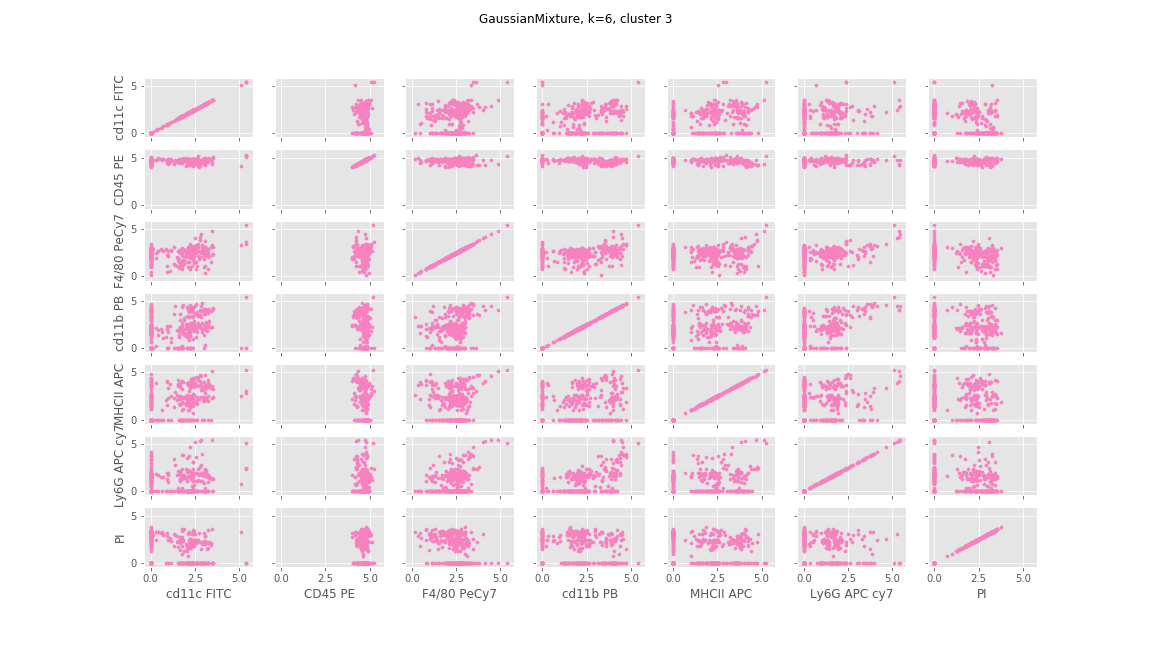 GaussianMixture, k=6, cluster 3
cd11c FITC
5
0
CD45 PE
5
0
F4/80 PeCy7
5
0
cd11b PB
5
0
MHCII APC
5
0
Ly6G APC cy7
5
0
PI
5
0
0.0 2.5 5.0 0.0 2.5 5.0 0.0 2.5 5.0 0.0 2.5 5.0 0.0 2.5 5.0 0.0 2.5 5.0 0.0 2.5 5.0
cd11c FITC CD45 PE F4/80 PeCy7 cd11b PB MHCII APC Ly6G APC cy7 PI